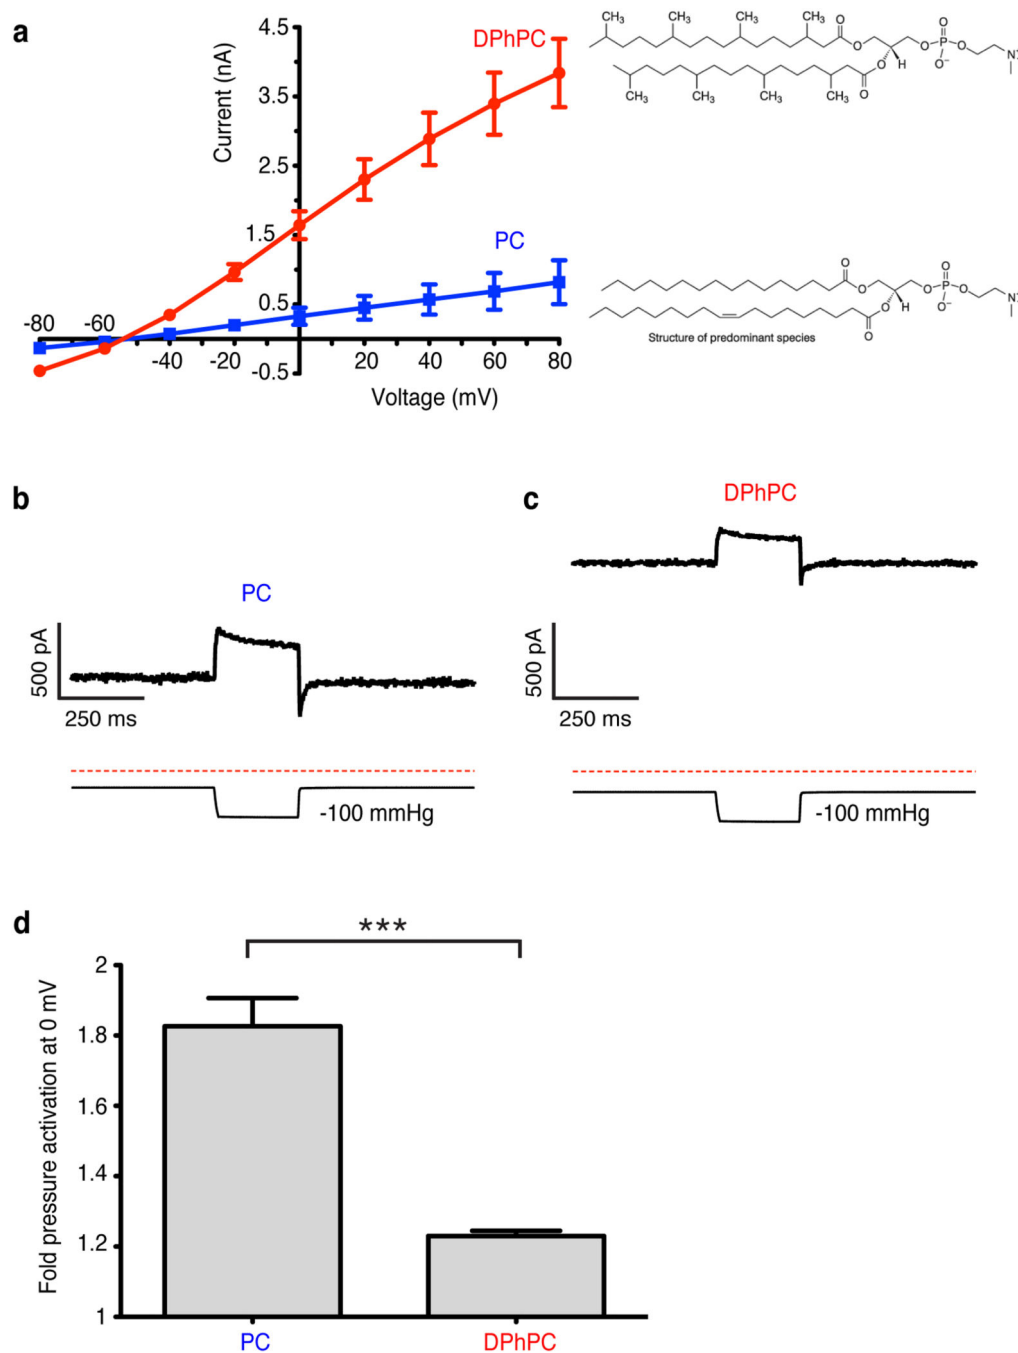 a
Current (nA)
4.5
3.5
2.5
1.5
0.5
-0.5
DPhPC
PC
-80
-60
-40
-20
20
40
60
80
Voltage (mV)
CH₃ CH₃ CH₃ CH₃
O O O
O P O
O O⁻ N
H
O
CH₃ CH₃ CH₃ CH₃
O O
O O P O
O H O⁻ N
O
Structure of predominant species
b
PC
500 pA
250 ms
-100 mmHg
c
DPhPC
500 pA
250 ms
-100 mmHg
d
***
Fold pressure activation at 0 mV
2
1.8
1.6
1.4
1.2
1
PC
DPhPC